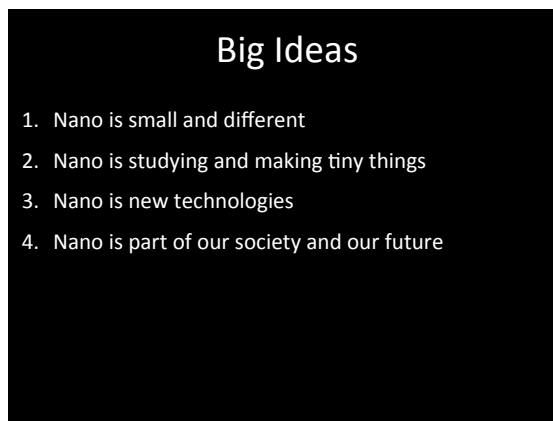 Big Ideas
1. Nano is small and different
2. Nano is studying and making tiny things
3. Nano is new technologies
4. Nano is part of our society and our future